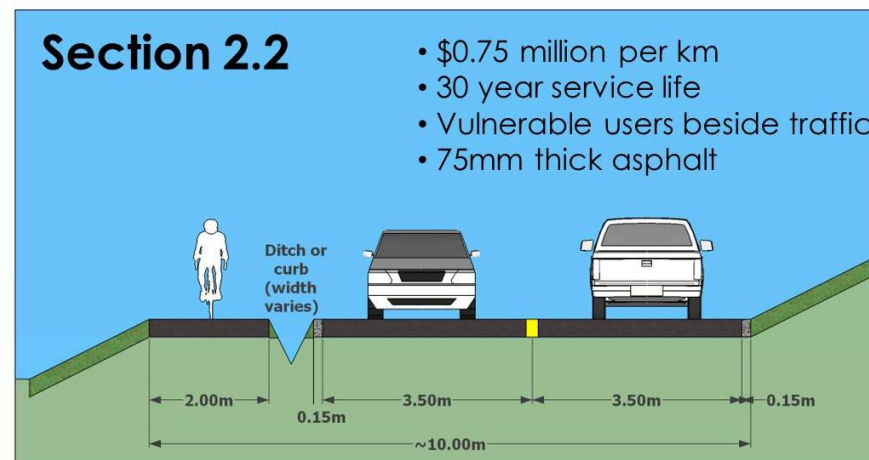 Section 2.2
• $0.75 million per km
• 30 year service life
• Vulnerable users beside traffic
• 75mm thick asphalt
Ditch or
curb
(width
varies)
2.00m
0.15m
3.50m
3.50m
0.15m
~10.00m